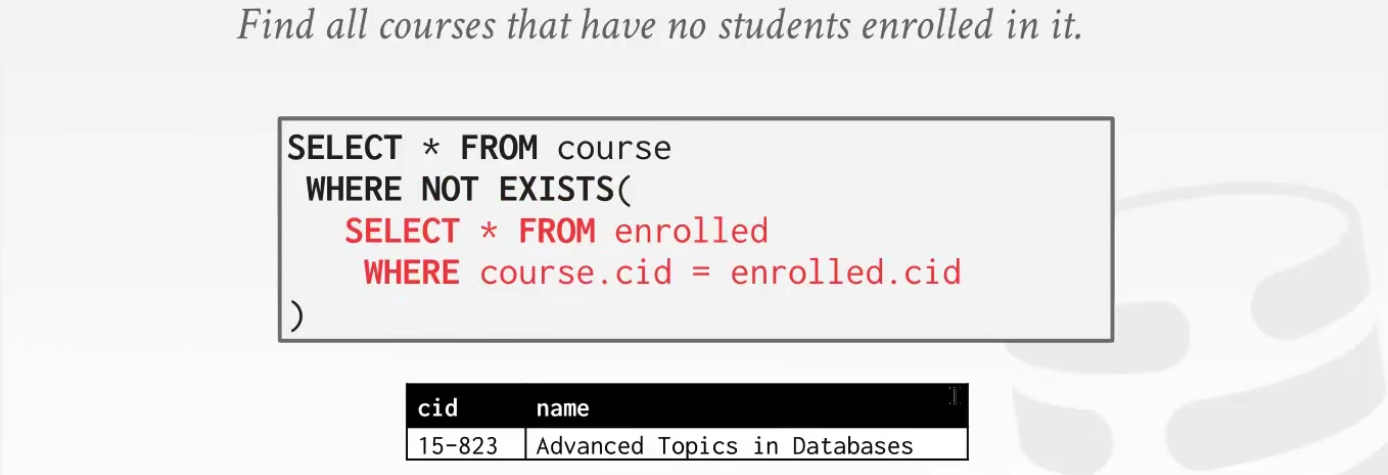 Find all courses that have no students enrolled in it.
SELECT * FROM course
WHERE NOT EXISTS(
SELECT * FROM enrolled
WHERE course.cid = enrolled.cid
)
cid name
15-823 Advanced Topics in Databases